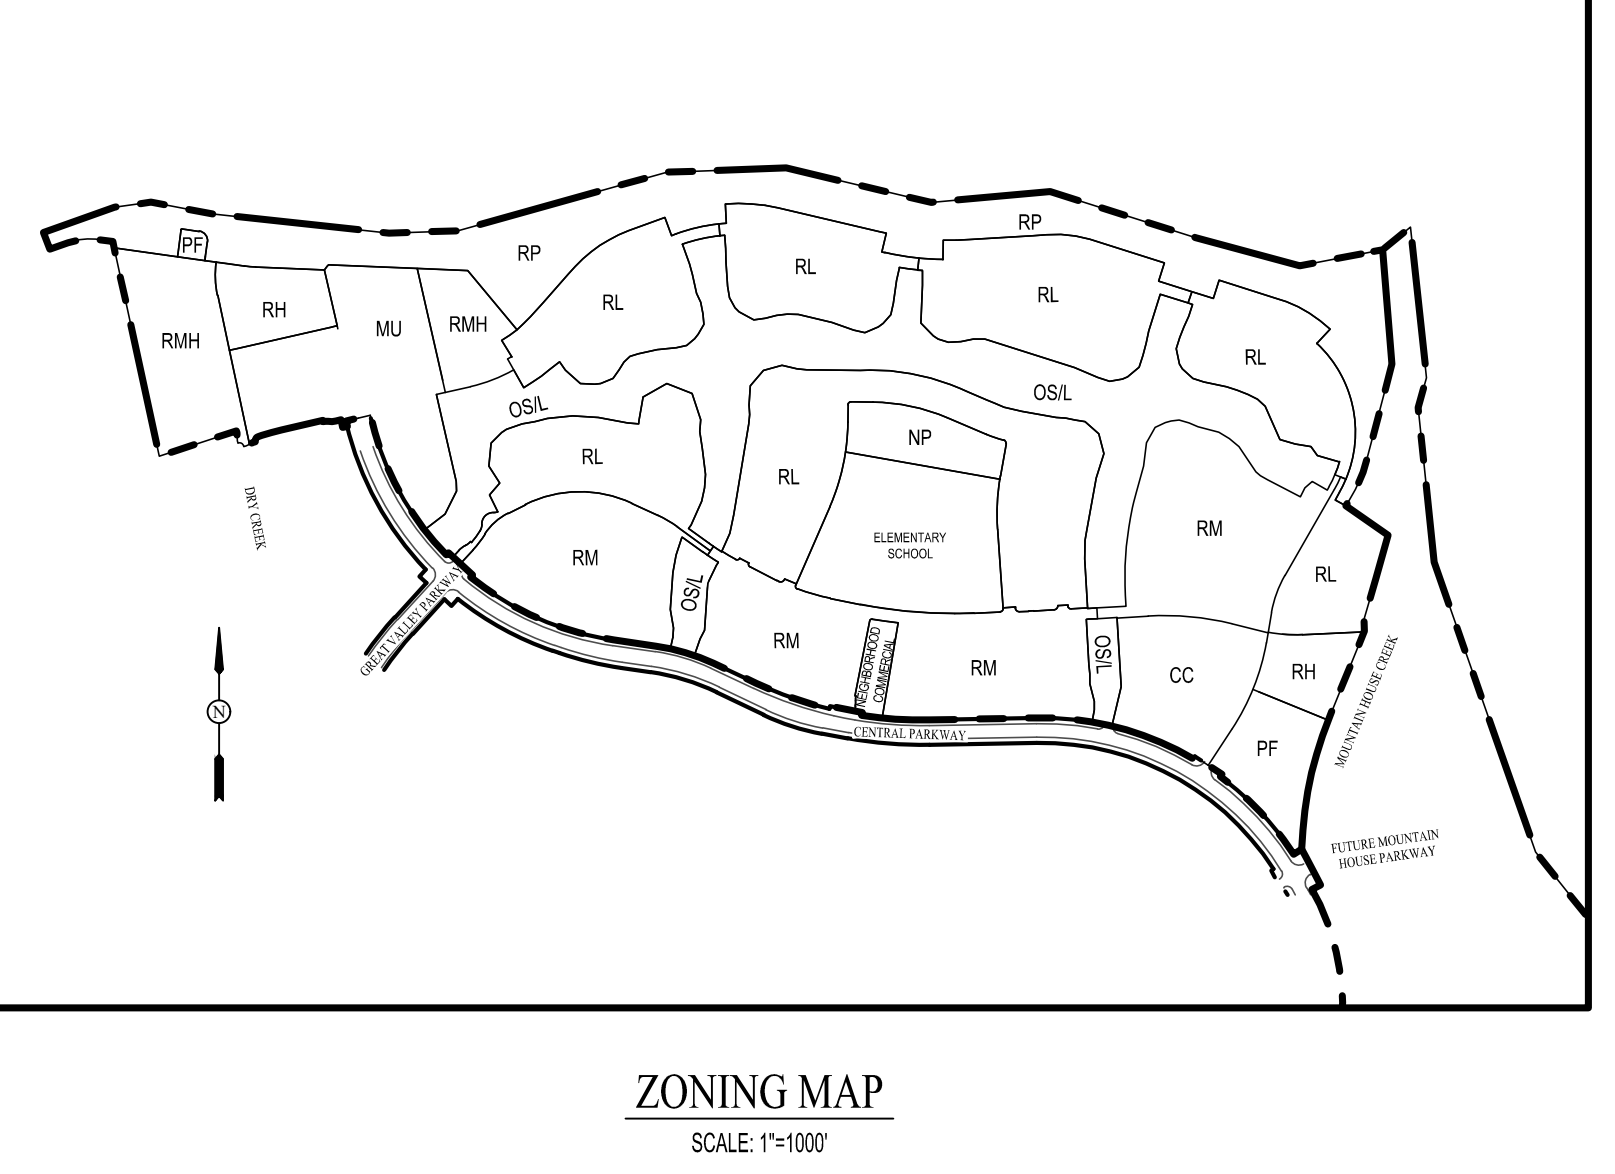 RP
PF
RP
RL
RL
RL
RH
MU
RMH
RMH
RL
OS/L
OS/L
NP
RL
RL
DRY CREEK
ELEMENTARY
SCHOOL
RM
RM
RL
OS/L
GREAT VALLEY PARKWAY
RM
NEIGHBORHOOD
COMMERCIAL
RM
OS/L
CC
RH
MOUNTAIN HOUSE CREEK
N
CENTRAL PARKWAY
PF
FUTURE MOUNTAIN
HOUSE PARKWAY
ZONING MAP
SCALE: 1"=1000'